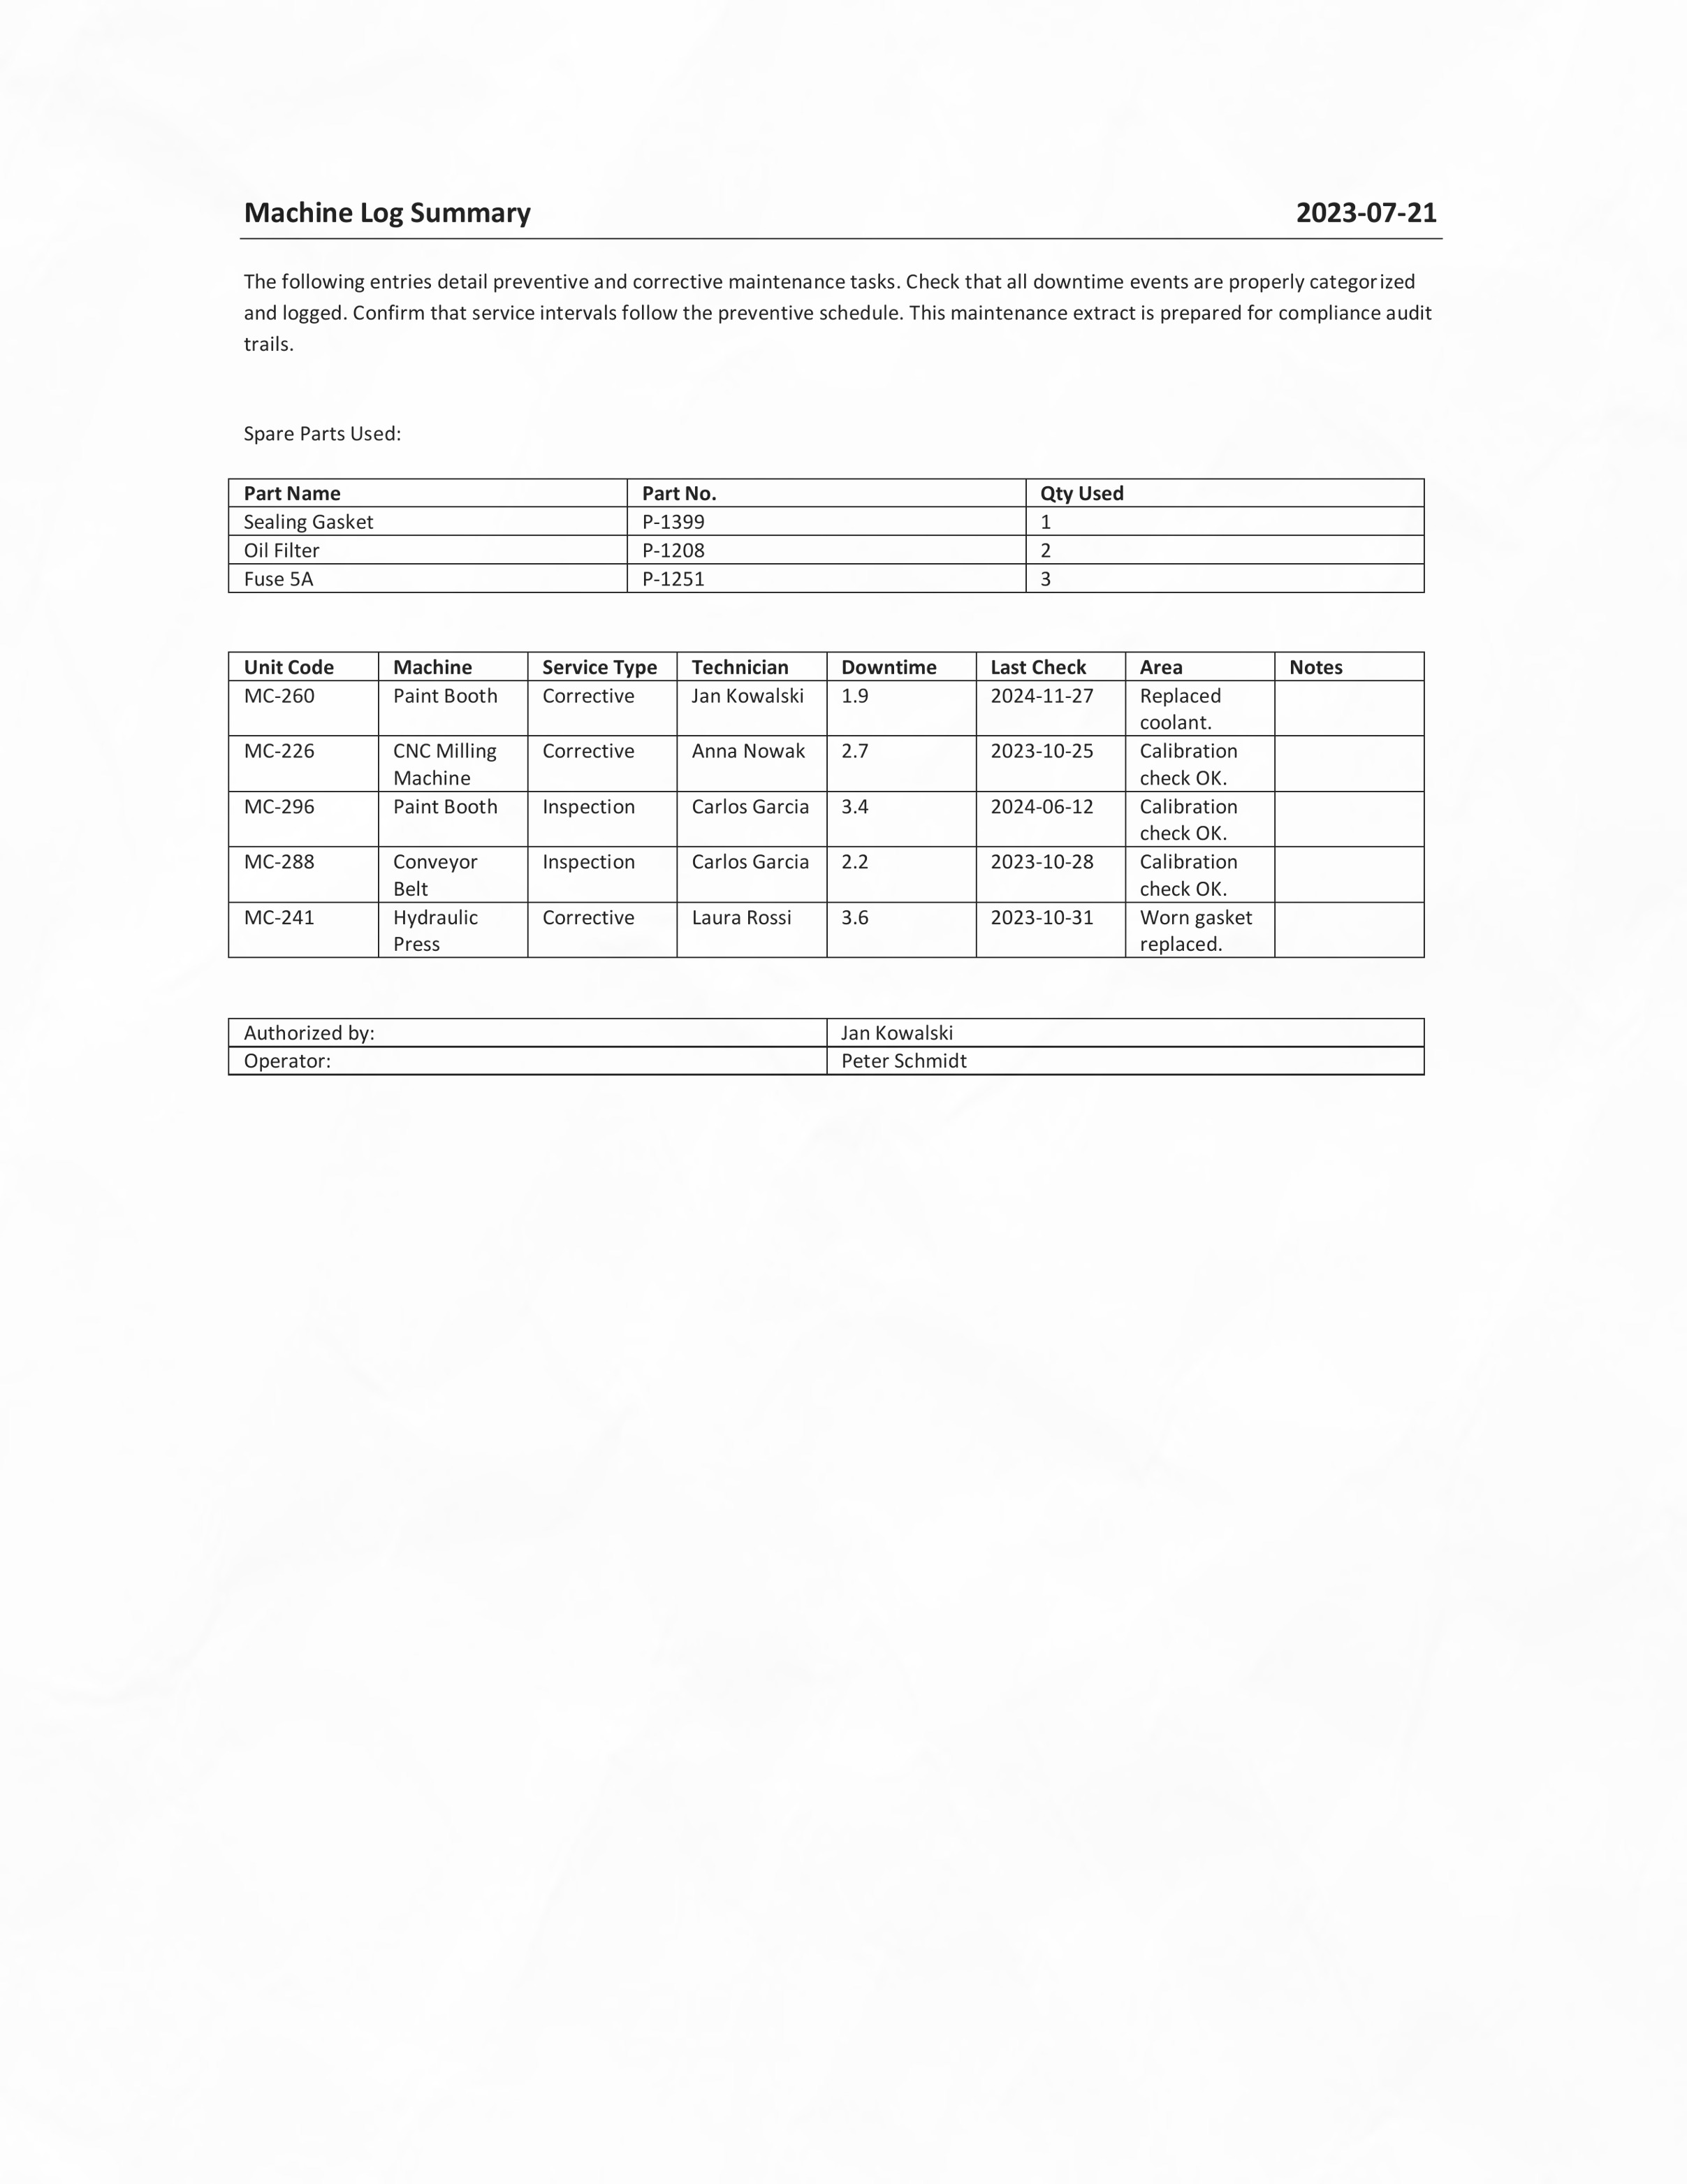 Machine Log Summary 2023-07-21
The following entries detail preventive and corrective maintenance tasks. Check that all downtime events are properly categorized
and logged. Confirm that service intervals follow the preventive schedule. This maintenance extract is prepared for compliance audit
trails.
Spare Parts Used:
Part Name Part No. Qty Used
Sealing Gasket P-1399 1
Oil Filter P-1208 2
Fuse 5A P-1251 3
Unit Code Machine Service Type Technician Downtime Last Check Area Notes
MC-260 Paint Booth Corrective Jan Kowalski 1.9 2024-11-27 Replaced
coolant.
MC-226 CNC Milling Corrective Anna Nowak 2.7 2023-10-25 Calibration
Machine check OK.
MC-296 Paint Booth Inspection Carlos Garcia 3.4 2024-06-12 Calibration
check OK.
MC-288 Conveyor Inspection Carlos Garcia 2.2 2023-10-28 Calibration
Belt check OK.
MC-241 Hydraulic Corrective Laura Rossi 3.6 2023-10-31 Worn gasket
Press replaced.
Authorized by: Jan Kowalski
Operator: Peter Schmidt